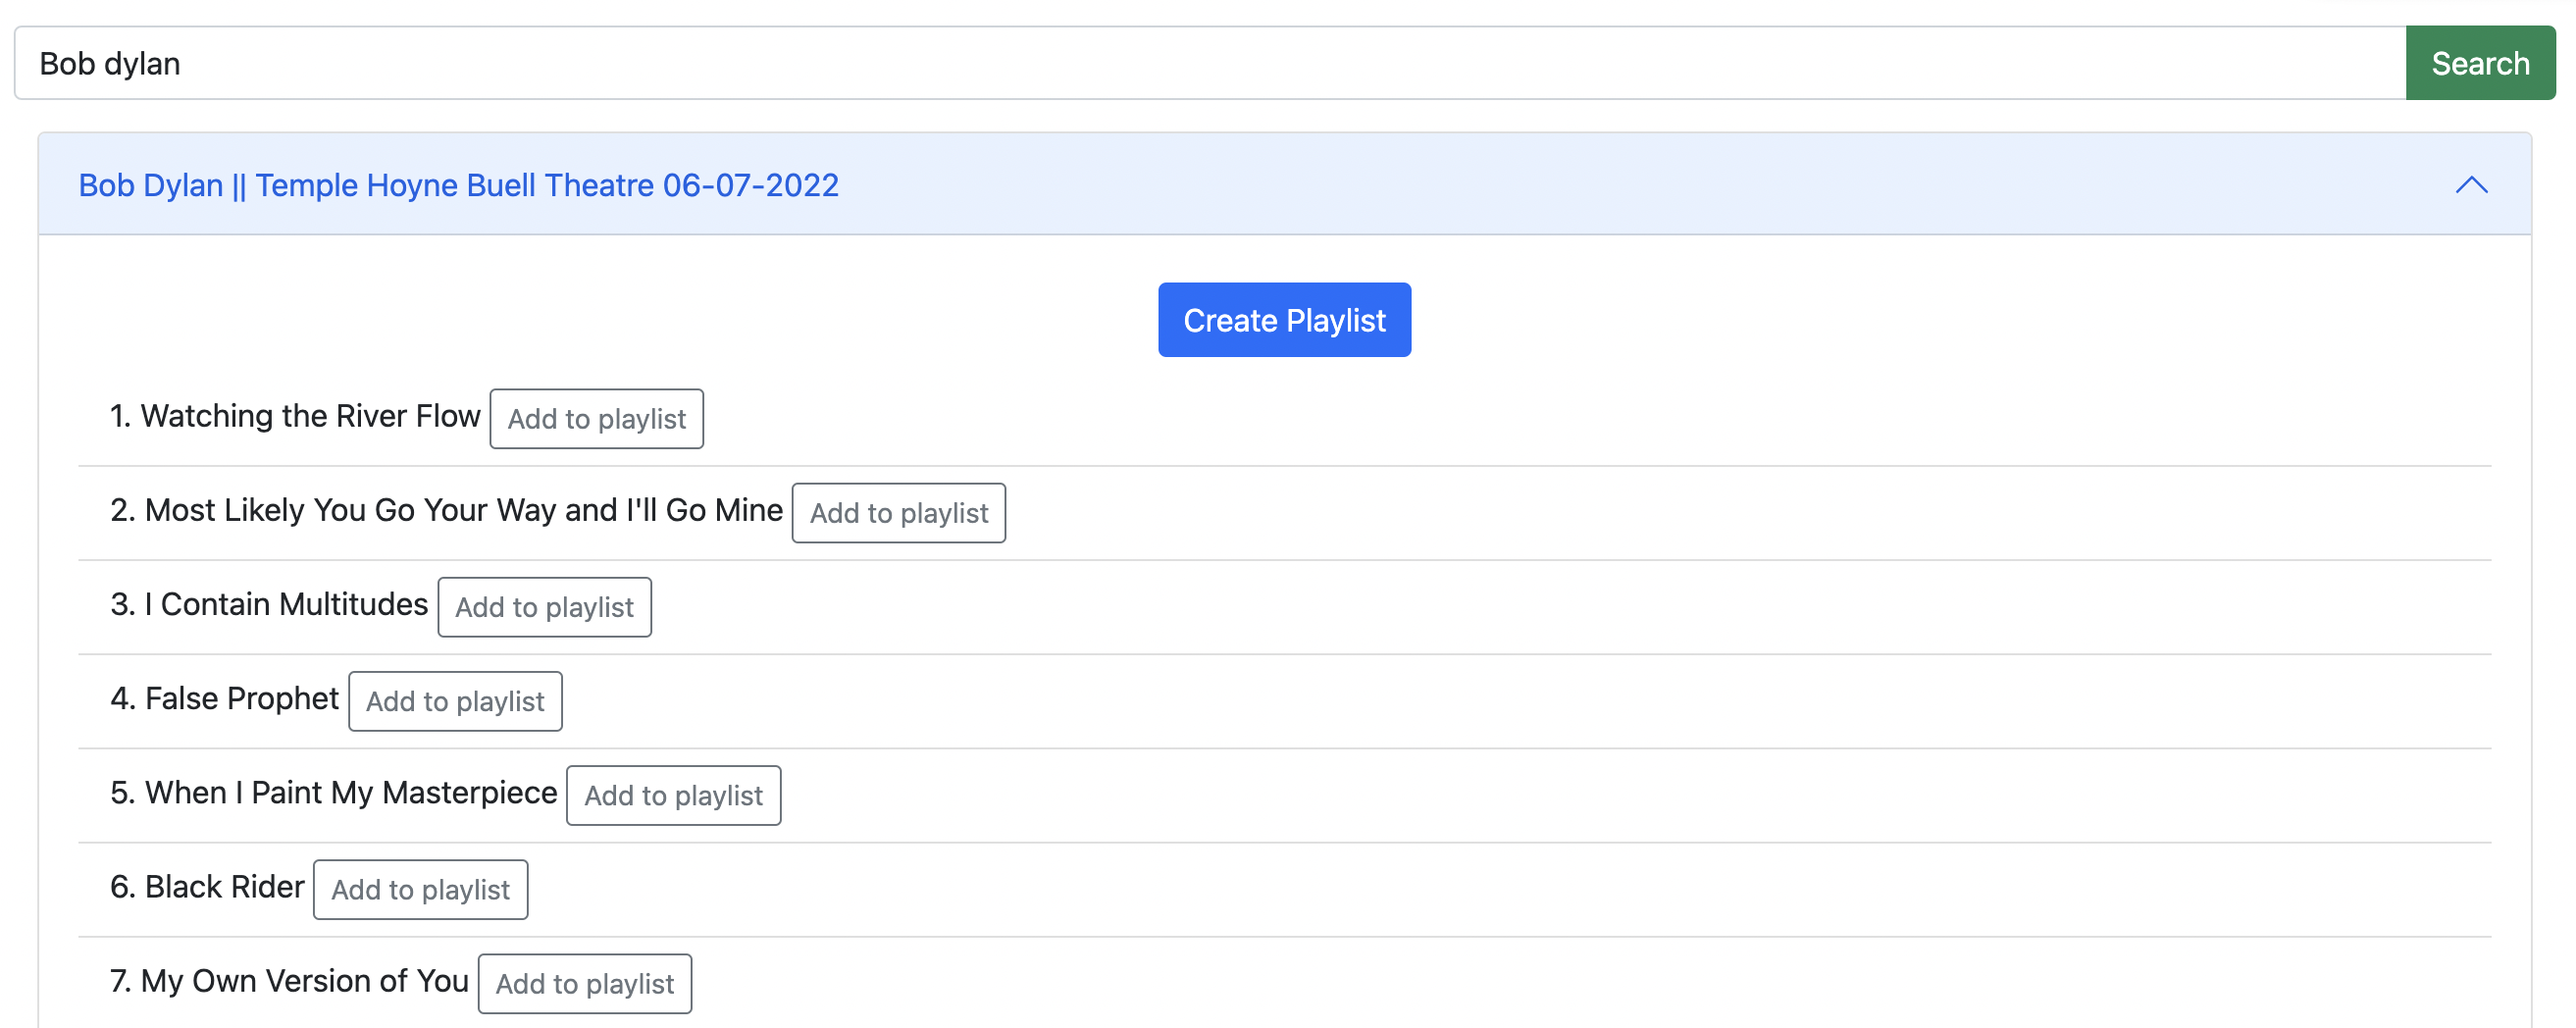 Bob dylan Search
Bob Dylan || Temple Hoyne Buell Theatre 06-07-2022
Create Playlist
1. Watching the River Flow Add to playlist
2. Most Likely You Go Your Way and I'll Go Mine Add to playlist
3. I Contain Multitudes Add to playlist
4. False Prophet Add to playlist
5. When I Paint My Masterpiece Add to playlist
6. Black Rider Add to playlist
7. My Own Version of You Add to playlist